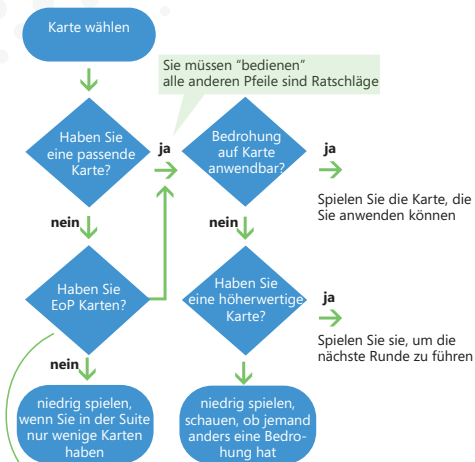 Karte wählen
Sie müssen "bedienen"
alle anderen Pfeile sind Ratschläge
Haben Sie
eine passende
Karte?
ja
Bedrohung
auf Karte
anwendbar?
ja
Spielen Sie die Karte, die
Sie anwenden können
nein
nein
Haben Sie
EoP Karten?
Haben Sie
eine höherwertige
Karte?
ja
Spielen Sie sie, um die
nächste Runde zu führen
nein
niedrig spielen,
wenn Sie in der Suite
nur wenige Karten
haben
niedrig spielen,
schauen, ob jemand
anders eine Bedro-
hung hat